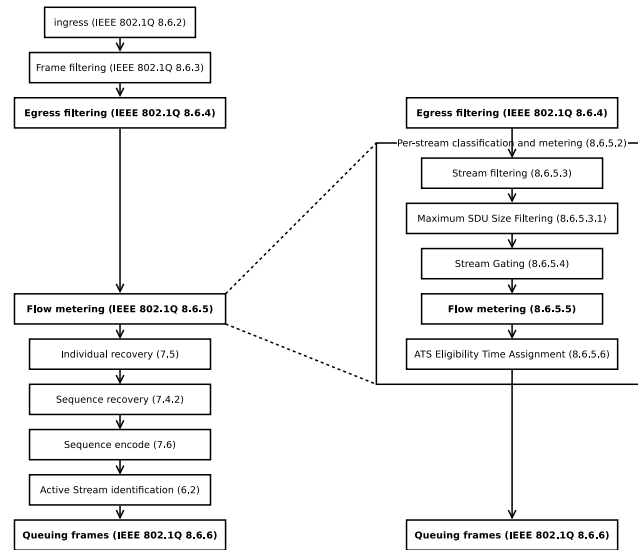 ingress (IEEE 802.1Q 8.6.2)
Frame filtering (IEEE 802.1Q 8.6.3)
Egress filtering (IEEE 802.1Q 8.6.4)
Flow metering (IEEE 802.1Q 8.6.5)
Individual recovery (7.5)
Sequence recovery (7.4.2)
Sequence encode (7.6)
Active Stream identification (6.2)
Queuing frames (IEEE 802.1Q 8.6.6)
Egress filtering (IEEE 802.1Q 8.6.4)
Per-stream classification and metering (8.6.5.2)
Stream filtering (8.6.5.3)
Maximum SDU Size Filtering (8.6.5.3.1)
Stream Gating (8.6.5.4)
Flow metering (8.6.5.5)
ATS Eligibility Time Assignment (8.6.5.6)
Queuing frames (IEEE 802.1Q 8.6.6)